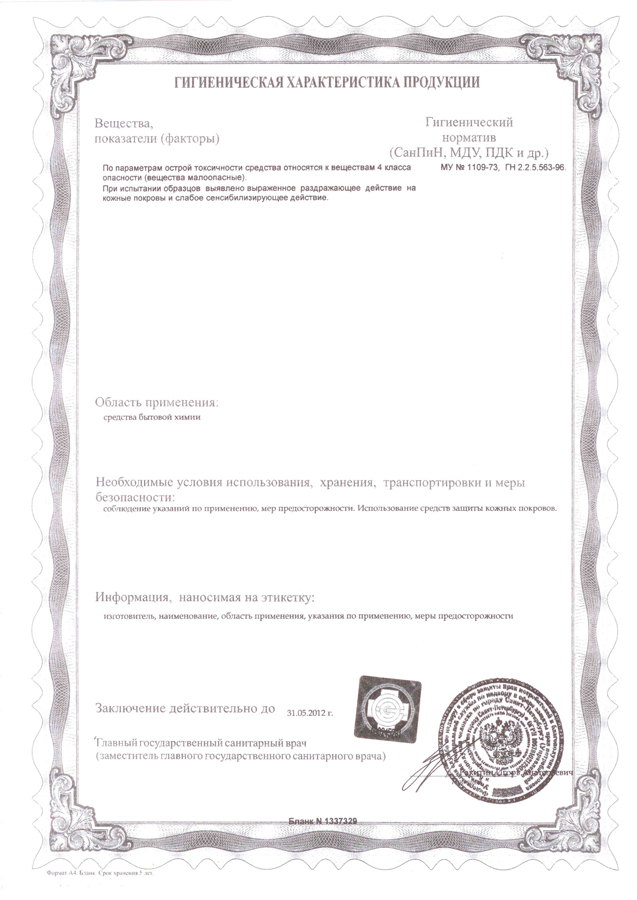 ГИГИЕНИЧЕСКАЯ ХАРАКТЕРИСТИКА ПРОДУКЦИИ
Вещества,
показатели (факторы)
Гигиенический
норматив
(СанПиН, МДУ, ПДК и др.)
По параметрам острой токсичности средства относятся к веществам 4 класса
опасности (вещества малоопасные).
МУ № 1109-73, ГН 2.2.5.563-96.
При испытании образцов выявлено выраженное раздражающее действие на
кожные покровы и слабое сенсибилизирующее действие.
Область применения:
средства бытовой химии
Необходимые условия использования, хранения, транспортировки и меры
безопасности:
соблюдение указаний по применению, мер предосторожности. Использование средств защиты кожных покровов.
Информация, наносимая на этикетку:
изготовитель, наименование, область применения, указания по применению, меры предосторожности
Заключение действительно до 31.05.2012 г.
Главный государственный санитарный врач
(заместитель главного государственного санитарного врача)
Бланк N 1337329
Формат А4. Бланк. Срок хранения 5 лет.